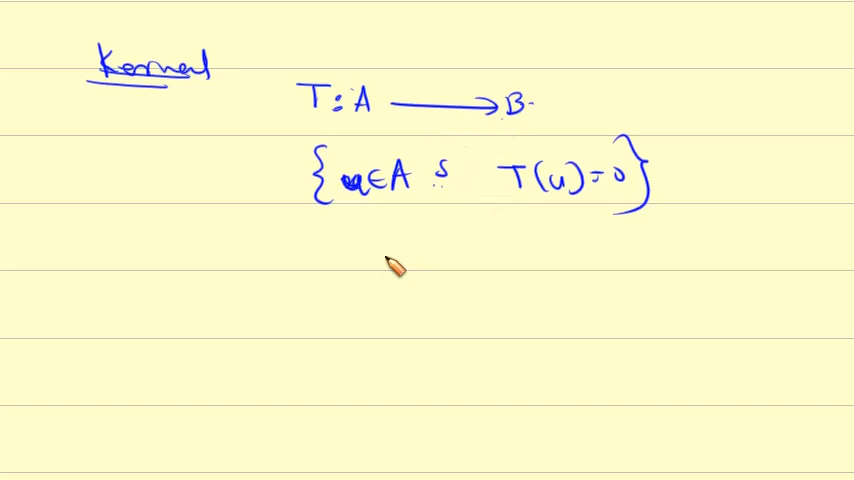 Kernel
T : A ⟶ B
{ u ∈ A : T(u) = 0 }